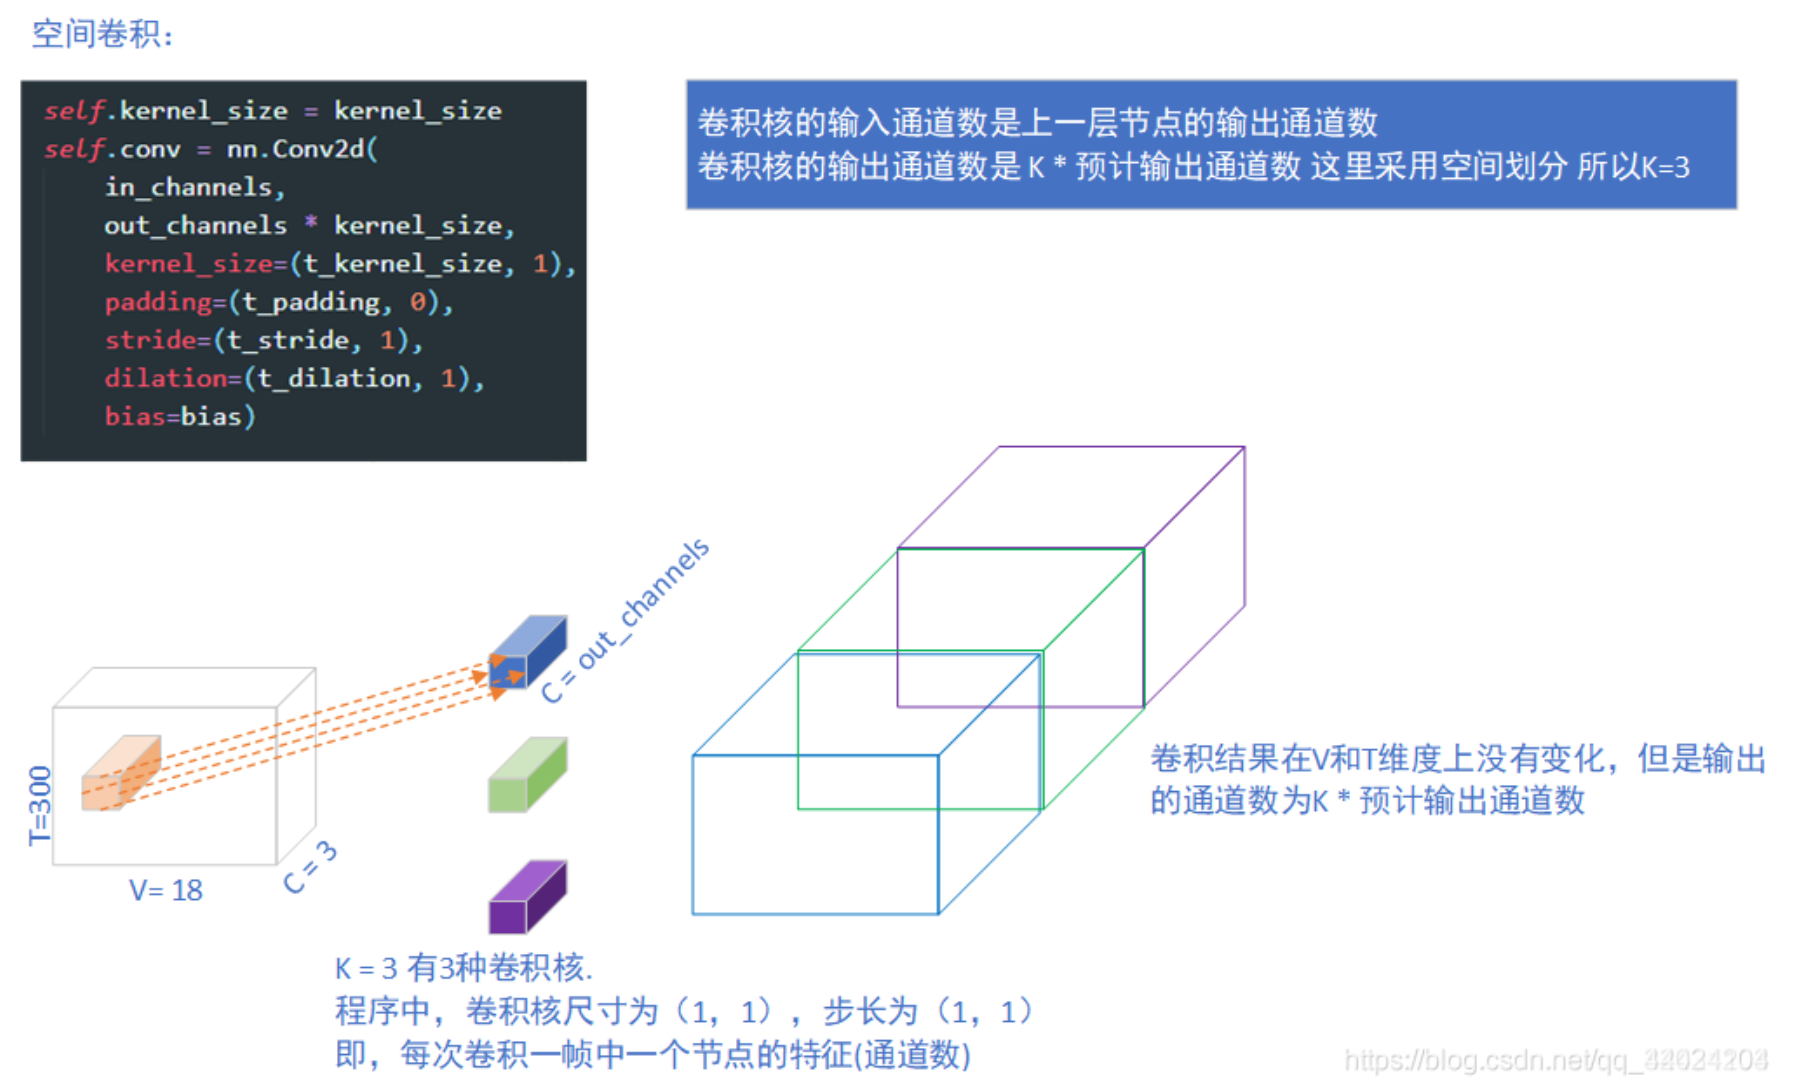 空间卷积：
self.kernel_size = kernel_size
self.conv = nn.Conv2d(
in_channels,
out_channels * kernel_size,
kernel_size=(t_kernel_size, 1),
padding=(t_padding, 0),
stride=(t_stride, 1),
dilation=(t_dilation, 1),
bias=bias)
卷积核的输入通道数是上一层节点的输出通道数
卷积核的输出通道数是 K * 预计输出通道数 这里采用空间划分 所以K=3
C = out_channels
T=300
V= 18
C = 3
卷积结果在V和T维度上没有变化，但是输出
的通道数为K * 预计输出通道数
K = 3 有3种卷积核.
程序中，卷积核尺寸为（1，1），步长为（1，1）
即，每次卷积一帧中一个节点的特征(通道数)